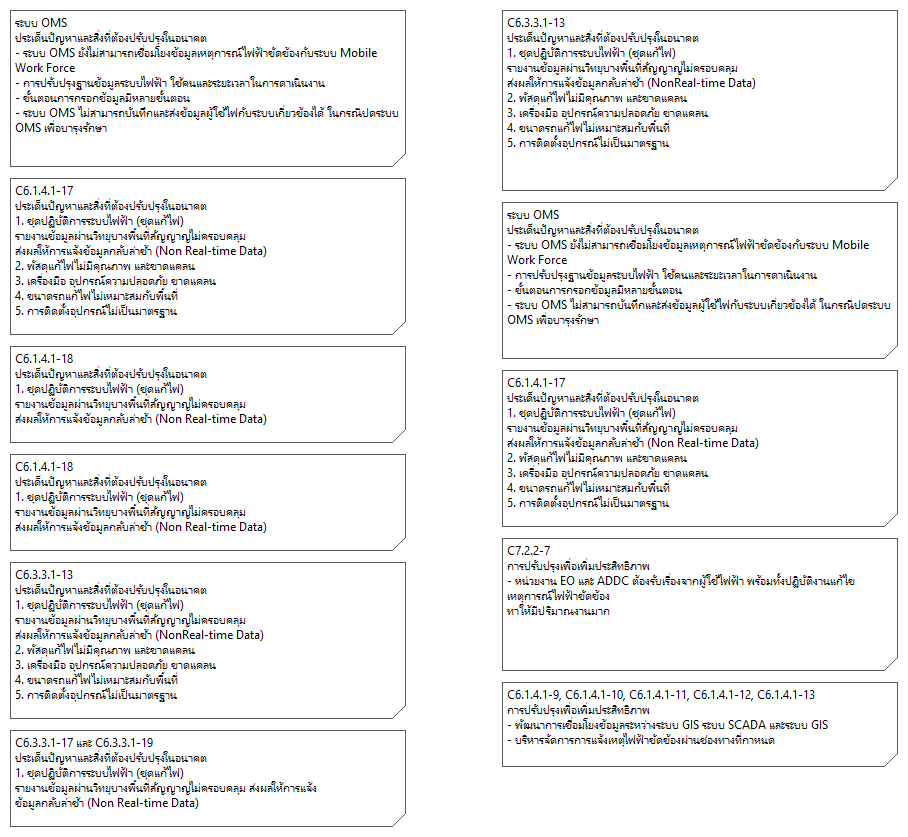 ระบบ OMS
ประเด็นปัญหาและสิ่งที่ต้องปรับปรุงในอนาคต
- ระบบ OMS ยังไม่สามารถเชื่อมโยงข้อมูลเหตุการณ์ไฟฟ้าขัดข้องกับระบบ Mobile
Work Force
- การปรับปรุงฐานข้อมูลระบบไฟฟ้า ใช้คนและระยะเวลาในการดาเนินงาน
- ขั้นตอนการกรอกข้อมูลมีหลายขั้นตอน
- ระบบ OMS ไม่สามารถบันทึกและส่งข้อมูลผู้ใช้ไฟกับระบบเกี่ยวข้องได้ ในกรณีปดระบบ
OMS เพื่อบารุงรักษา
C6.1.4.1-17
ประเด็นปัญหาและสิ่งที่ต้องปรับปรุงในอนาคต
1. ชุดปฏิบัติการระบบไฟฟ้า (ชุดแก้ไฟ)
รายงานข้อมูลผ่านวิทยุบางพื้นที่สัญญาญไม่ครอบคลุม
ส่งผลให้การแจ้งข้อมูลกลับล่าช้า (Non Real-time Data)
2. พัสดุแก้ไฟไม่มีคุณภาพ และขาดแคลน
3. เครื่องมือ อุปกรณ์ความปลอดภัย ขาดแคลน
4. ขนาดรถแก้ไฟไม่เหมาะสมกับพื้นที่
5. การติดตั้งอุปกรณ์ไม่เป็นมาตรฐาน
C6.1.4.1-18
ประเด็นปัญหาและสิ่งที่ต้องปรับปรุงในอนาคต
1. ชุดปฏิบัติการระบบไฟฟ้า (ชุดแก้ไฟ)
รายงานข้อมูลผ่านวิทยุบางพื้นที่สัญญาญไม่ครอบคลุม
ส่งผลให้การแจ้งข้อมูลกลับล่าช้า (Non Real-time Data)
C6.1.4.1-18
ประเด็นปัญหาและสิ่งที่ต้องปรับปรุงในอนาคต
1. ชุดปฏิบัติการระบบไฟฟ้า (ชุดแก้ไฟ)
รายงานข้อมูลผ่านวิทยุบางพื้นที่สัญญาญไม่ครอบคลุม
ส่งผลให้การแจ้งข้อมูลกลับล่าช้า (Non Real-time Data)
C6.3.3.1-13
ประเด็นปัญหาและสิ่งที่ต้องปรับปรุงในอนาคต
1. ชุดปฏิบัติการระบบไฟฟ้า (ชุดแก้ไฟ)
รายงานข้อมูลผ่านวิทยุบางพื้นที่สัญญาญไม่ครอบคลุม
ส่งผลให้การแจ้งข้อมูลกลับล่าช้า (NonReal-time Data)
2. พัสดุแก้ไฟไม่มีคุณภาพ และขาดแคลน
3. เครื่องมือ อุปกรณ์ความปลอดภัย ขาดแคลน
4. ขนาดรถแก้ไฟไม่เหมาะสมกับพื้นที่
5. การติดตั้งอุปกรณ์ไม่เป็นมาตรฐาน
C6.3.3.1-17 และ C6.3.3.1-19
ประเด็นปัญหาและสิ่งที่ต้องปรับปรุงในอนาคต
1. ชุดปฏิบัติการระบบไฟฟ้า (ชุดแก้ไฟ)
รายงานข้อมูลผ่านวิทยุบางพื้นที่สัญญาญไม่ครอบคลุม ส่งผลให้การแจ้ง
ข้อมูลกลับล่าช้า (Non Real-time Data)
C6.3.3.1-13
ประเด็นปัญหาและสิ่งที่ต้องปรับปรุงในอนาคต
1. ชุดปฏิบัติการระบบไฟฟ้า (ชุดแก้ไฟ)
รายงานข้อมูลผ่านวิทยุบางพื้นที่สัญญาญไม่ครอบคลุม
ส่งผลให้การแจ้งข้อมูลกลับล่าช้า (NonReal-time Data)
2. พัสดุแก้ไฟไม่มีคุณภาพ และขาดแคลน
3. เครื่องมือ อุปกรณ์ความปลอดภัย ขาดแคลน
4. ขนาดรถแก้ไฟไม่เหมาะสมกับพื้นที่
5. การติดตั้งอุปกรณ์ไม่เป็นมาตรฐาน
ระบบ OMS
ประเด็นปัญหาและสิ่งที่ต้องปรับปรุงในอนาคต
- ระบบ OMS ยังไม่สามารถเชื่อมโยงข้อมูลเหตุการณ์ไฟฟ้าขัดข้องกับระบบ Mobile
Work Force
- การปรับปรุงฐานข้อมูลระบบไฟฟ้า ใช้คนและระยะเวลาในการดาเนินงาน
- ขั้นตอนการกรอกข้อมูลมีหลายขั้นตอน
- ระบบ OMS ไม่สามารถบันทึกและส่งข้อมูลผู้ใช้ไฟกับระบบเกี่ยวข้องได้ ในกรณีปดระบบ
OMS เพื่อบารุงรักษา
C6.1.4.1-17
ประเด็นปัญหาและสิ่งที่ต้องปรับปรุงในอนาคต
1. ชุดปฏิบัติการระบบไฟฟ้า (ชุดแก้ไฟ)
รายงานข้อมูลผ่านวิทยุบางพื้นที่สัญญาญไม่ครอบคลุม
ส่งผลให้การแจ้งข้อมูลกลับล่าช้า (Non Real-time Data)
2. พัสดุแก้ไฟไม่มีคุณภาพ และขาดแคลน
3. เครื่องมือ อุปกรณ์ความปลอดภัย ขาดแคลน
4. ขนาดรถแก้ไฟไม่เหมาะสมกับพื้นที่
5. การติดตั้งอุปกรณ์ไม่เป็นมาตรฐาน
C7.2.2-7
การปรับปรุงเพื่อเพิ่มประสิทธิภาพ
- หน่วยงาน EO และ ADDC ต้องรับเรื่องจากผู้ใช้ไฟฟ้า พร้อมทั้งปฏิบัติงานแก้ไข
เหตุการณ์ไฟฟ้าขัดข้อง
ทาให้มีปริมาณงานมาก
C6.1.4.1-9, C6.1.4.1-10, C6.1.4.1-11, C6.1.4.1-12, C6.1.4.1-13
การปรับปรุงเพื่อเพิ่มประสิทธิภาพ
- พัฒนาการเชื่อมโยงข้อมูลระหว่างระบบ GIS ระบบ SCADA และระบบ GIS
- บริหารจัดการการแจ้งเหตุไฟฟ้าขัดข้องผ่านช่องทางที่กาหนด